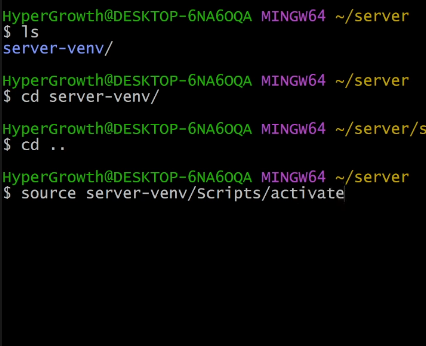 HyperGrowth@DESKTOP-6NA6OQA MINGW64 ~/server
$ ls
server-venv/
HyperGrowth@DESKTOP-6NA6OQA MINGW64 ~/server
$ cd server-venv/
HyperGrowth@DESKTOP-6NA6OQA MINGW64 ~/server/s
$ cd ..
HyperGrowth@DESKTOP-6NA6OQA MINGW64 ~/server
$ source server-venv/Scripts/activate